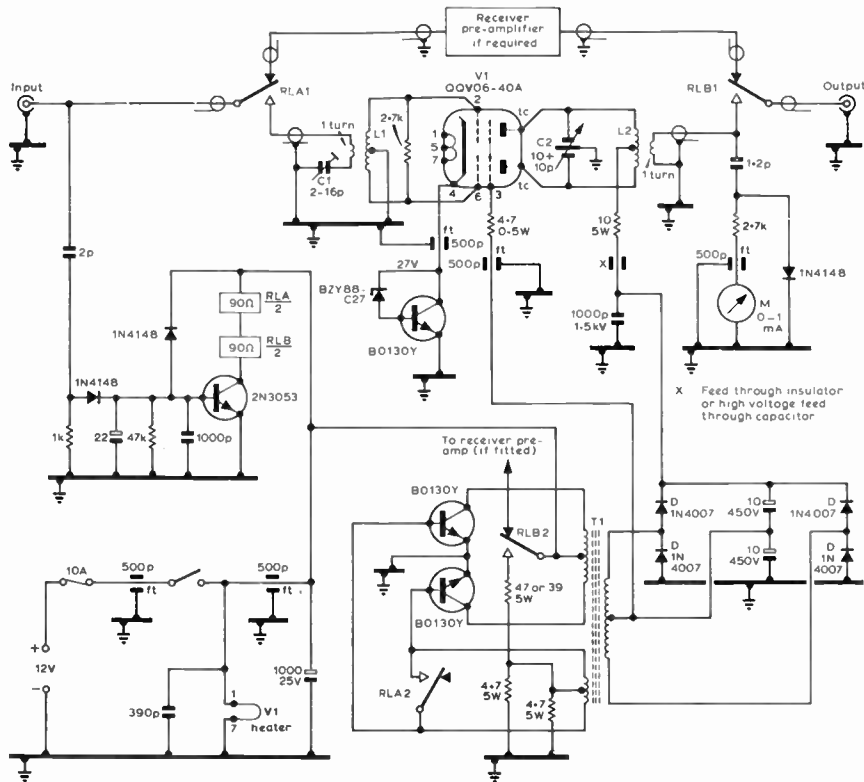 Receiver
pre-amplifier
if required
V1
QQV06-40A
Input
RLA1
RLB1
Output
1 turn
L1
2·7k
2
1
5
7
4
6
3
tc
tc
C2
10+
10p
L2
1 turn
1·2p
C1
2-16p
4·7
0·5W
10
5W
2·7k
ft
500p
ft
500p
X
500p
ft
2p
27V
BZY88-
C27
BO130Y
1000p
1·5kV
M
0-1
mA
1N4148
1N4148
90Ω
RLA
2
90Ω
RLB
2
1N4148
2N3053
X Feed through insulator
or high voltage feed
through capacitor
1k
22
47k
1000p
To receiver pre-
amp (if fitted)
BO130Y
RLB2
T1
D
1N4007
10
450V
D
1N4007
D
1N
4007
10
450V
D
1N
4007
10A
500p
ft
500p
ft
BO130Y
47 or 39
5W
+
12V
-
1000
25V
RLA2
4·7
5W
4·7
5W
390p
1
7
V1
heater